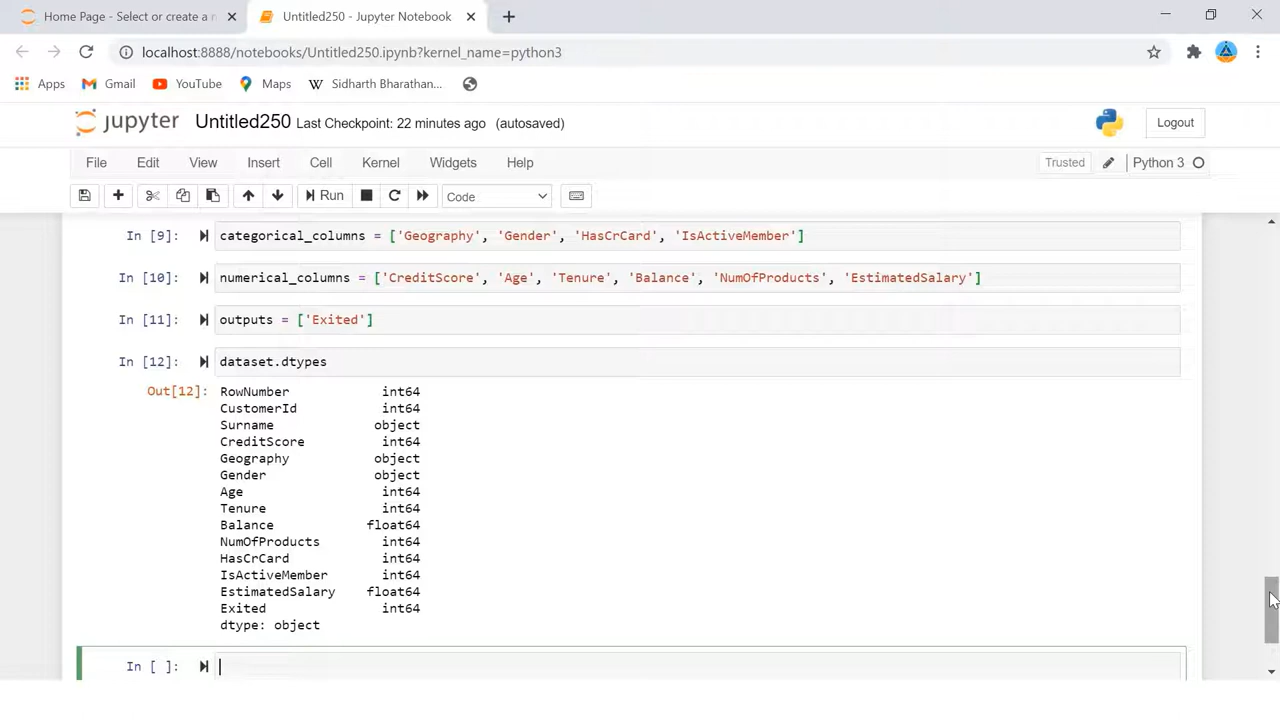 Home Page - Select or create a n
Untitled250 - Jupyter Notebook
localhost:8888/notebooks/Untitled250.ipynb?kernel_name=python3
Apps Gmail YouTube Maps W Sidharth Bharathan...
jupyter Untitled250 Last Checkpoint: 22 minutes ago (autosaved) Logout
File Edit View Insert Cell Kernel Widgets Help Trusted Python 3
Run Code
In [9]: categorical_columns = ['Geography', 'Gender', 'HasCrCard', 'IsActiveMember']
In [10]: numerical_columns = ['CreditScore', 'Age', 'Tenure', 'Balance', 'NumOfProducts', 'EstimatedSalary']
In [11]: outputs = ['Exited']
In [12]: dataset.dtypes
Out[12]: RowNumber int64
CustomerId int64
Surname object
CreditScore int64
Geography object
Gender object
Age int64
Tenure int64
Balance float64
NumOfProducts int64
HasCrCard int64
IsActiveMember int64
EstimatedSalary float64
Exited int64
dtype: object
In [ ]: